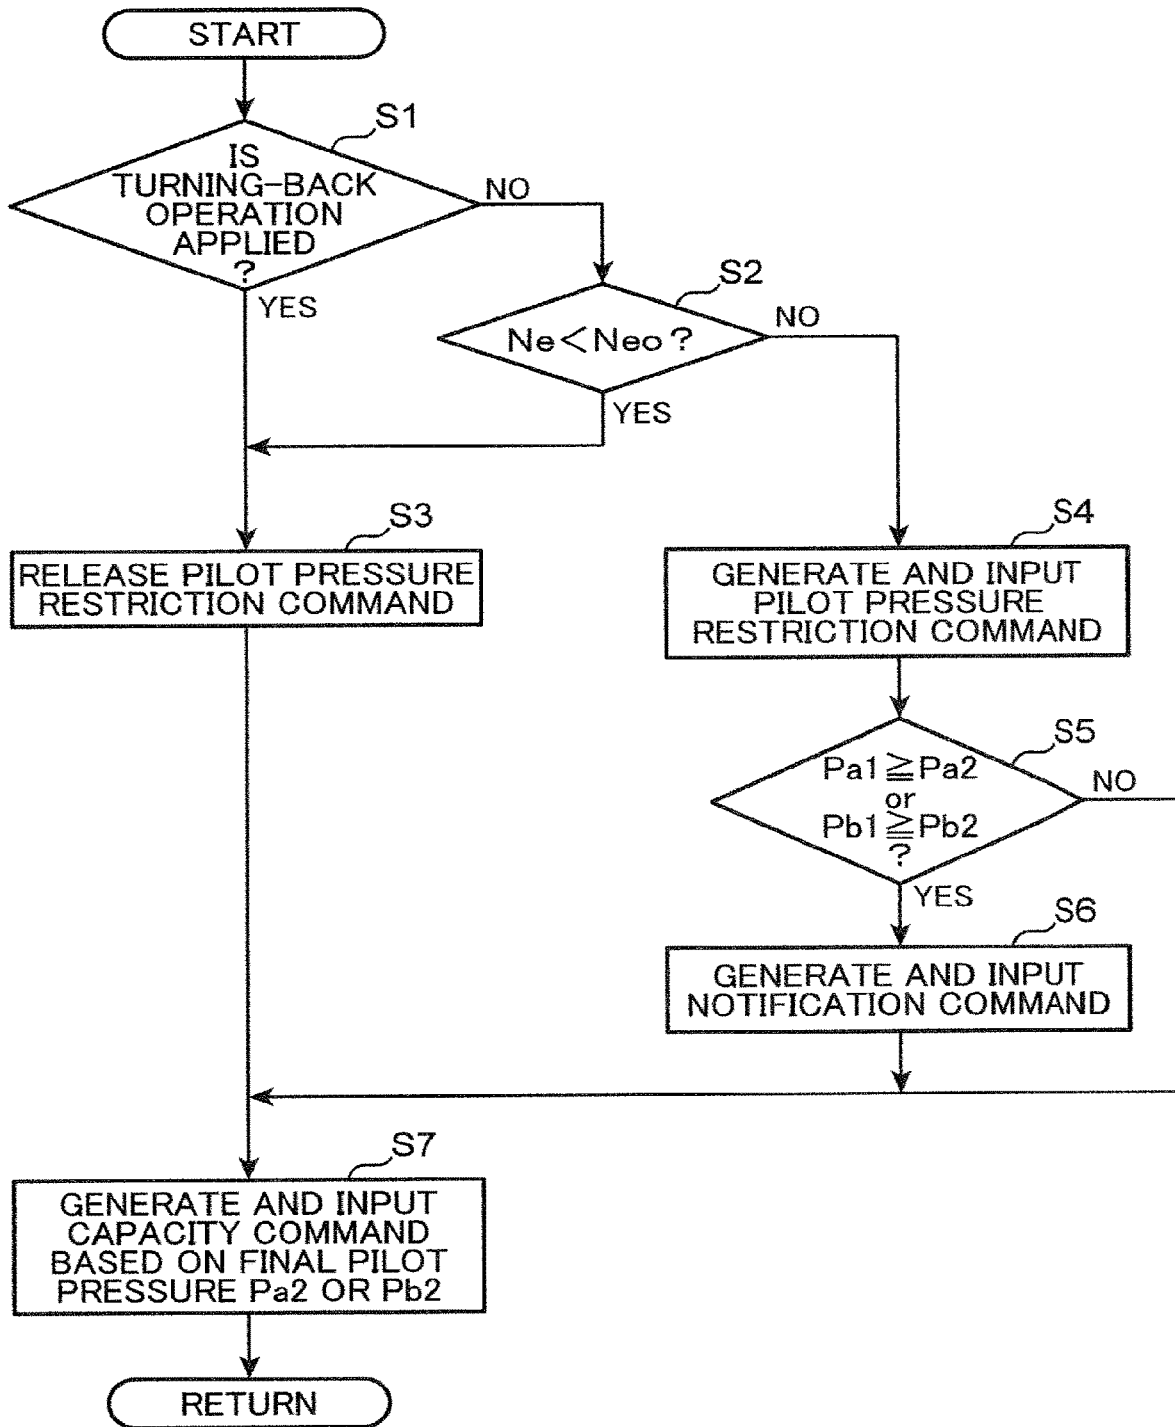 START
S1
IS
TURNING-BACK
OPERATION
APPLIED
?
NO
YES
S2
Ne<Neo?
NO
YES
S3
RELEASE PILOT PRESSURE
RESTRICTION COMMAND
S4
GENERATE AND INPUT
PILOT PRESSURE
RESTRICTION COMMAND
S5
Pa1≧Pa2
or
Pb1≧Pb2
?
NO
YES
S6
GENERATE AND INPUT
NOTIFICATION COMMAND
S7
GENERATE AND INPUT
CAPACITY COMMAND
BASED ON FINAL PILOT
PRESSURE Pa2 OR Pb2
RETURN